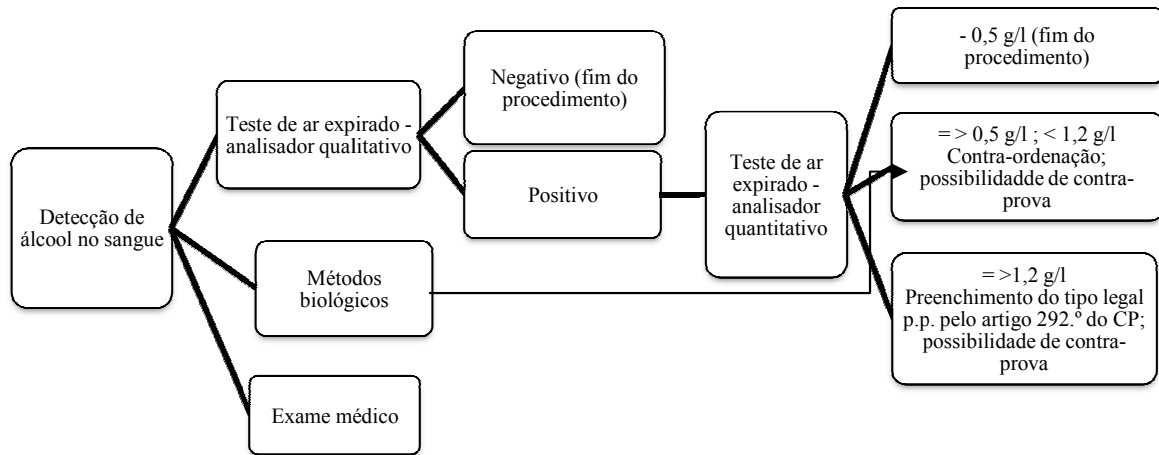 Detecção de
álcool no sangue
Teste de ar expirado -
analisador qualitativo
Negativo (fim do
procedimento)
Positivo
Teste de ar
expirado -
analisador
quantitativo
- 0,5 g/l (fim do
procedimento)
= > 0,5 g/l ; < 1,2 g/l
Contra-ordenação;
possibilidadde de contra-
prova
= >1,2 g/l
Preenchimento do tipo legal
p.p. pelo artigo 292.º do CP;
possibilidade de contra-
prova
Métodos
biológicos
Exame médico